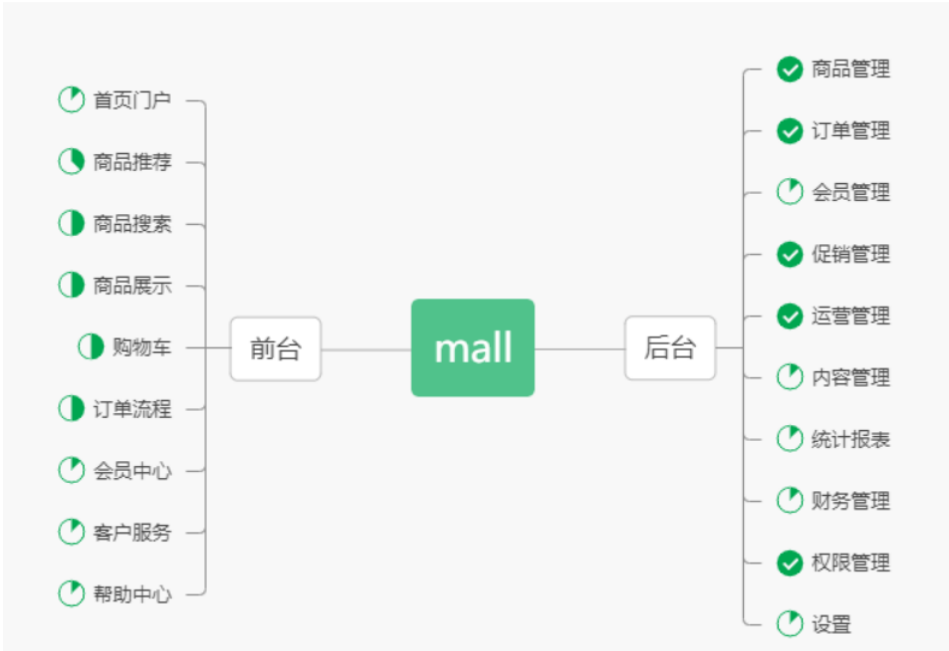 首页门户
商品推荐
商品搜索
商品展示
购物车
订单流程
会员中心
客户服务
帮助中心
前台
mall
后台
商品管理
订单管理
会员管理
促销管理
运营管理
内容管理
统计报表
财务管理
权限管理
设置